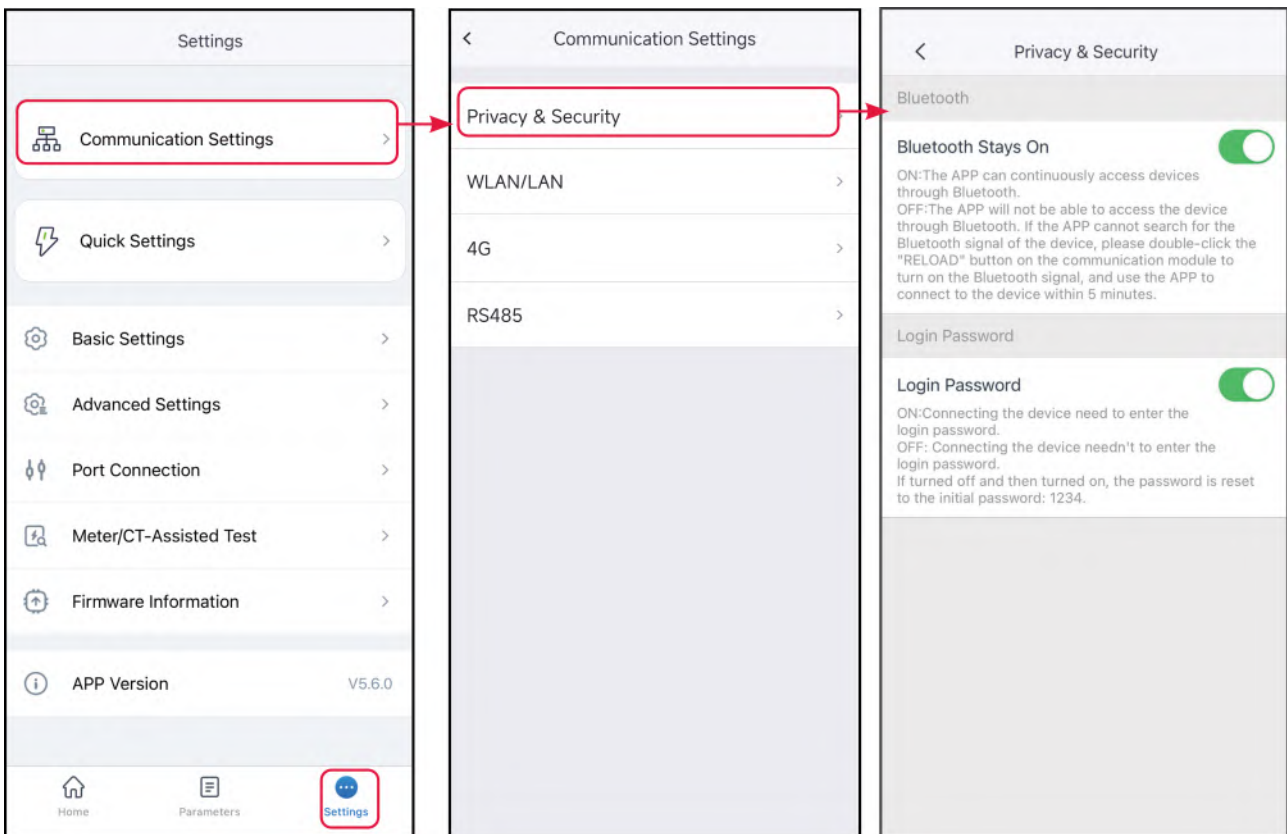 Settings
Communication Settings
Quick Settings
Basic Settings
Advanced Settings
Port Connection
Meter/CT-Assisted Test
Firmware Information
APP Version V5.6.0
Home Parameters Settings
Communication Settings
Privacy & Security
WLAN/LAN
4G
RS485
Privacy & Security
Bluetooth
Bluetooth Stays On
ON:The APP can continuously access devices
through Bluetooth.
OFF:The APP will not be able to access the device
through Bluetooth. If the APP cannot search for the
Bluetooth signal of the device, please double-click the
"RELOAD" button on the communication module to
turn on the Bluetooth signal, and use the APP to
connect to the device within 5 minutes.
Login Password
Login Password
ON:Connecting the device need to enter the
login password.
OFF: Connecting the device needn't to enter the
login password.
If turned off and then turned on, the password is reset
to the initial password: 1234.